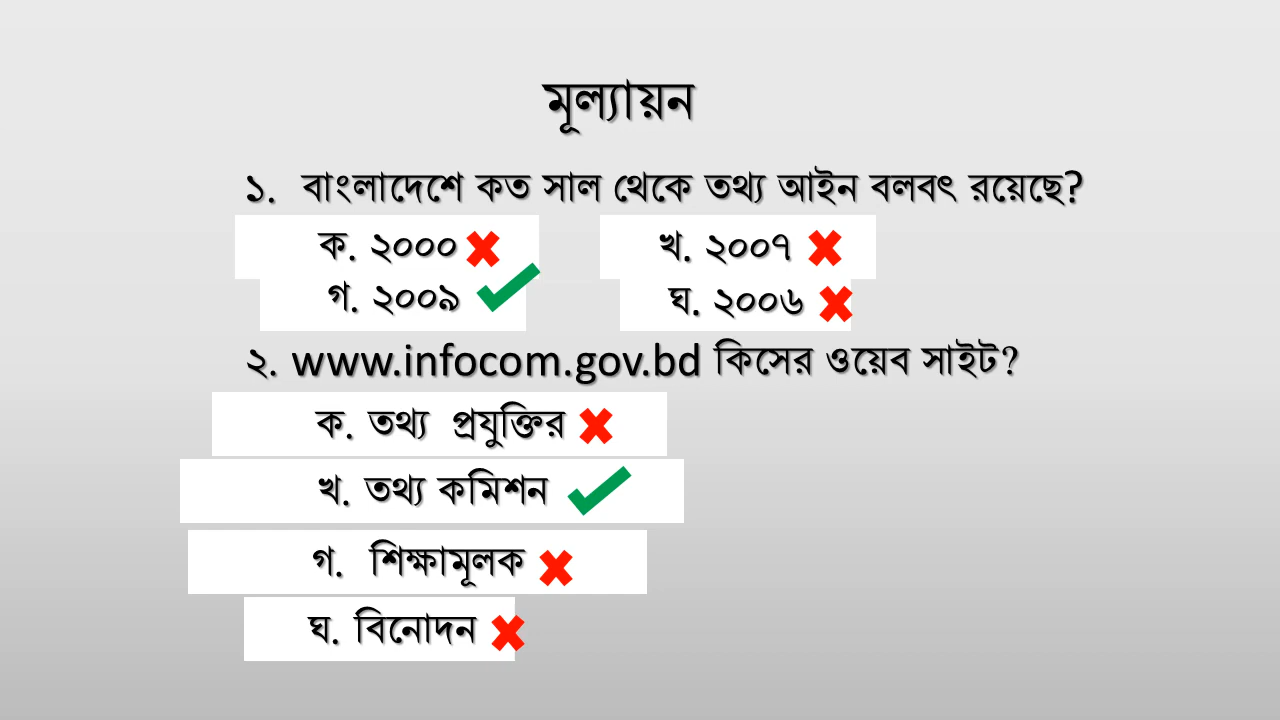 মূল্যায়ন
১. বাংলাদেশে কত সাল থেকে তথ্য আইন বলবৎ রয়েছে?
ক. ২০০০ খ. ২০০৭
গ. ২০০৯ ঘ. ২০০৬
২. www.infocom.gov.bd কিসের ওয়েব সাইট?
ক. তথ্য প্রযুক্তির
খ. তথ্য কমিশন
গ. শিক্ষামূলক
ঘ. বিনোদন